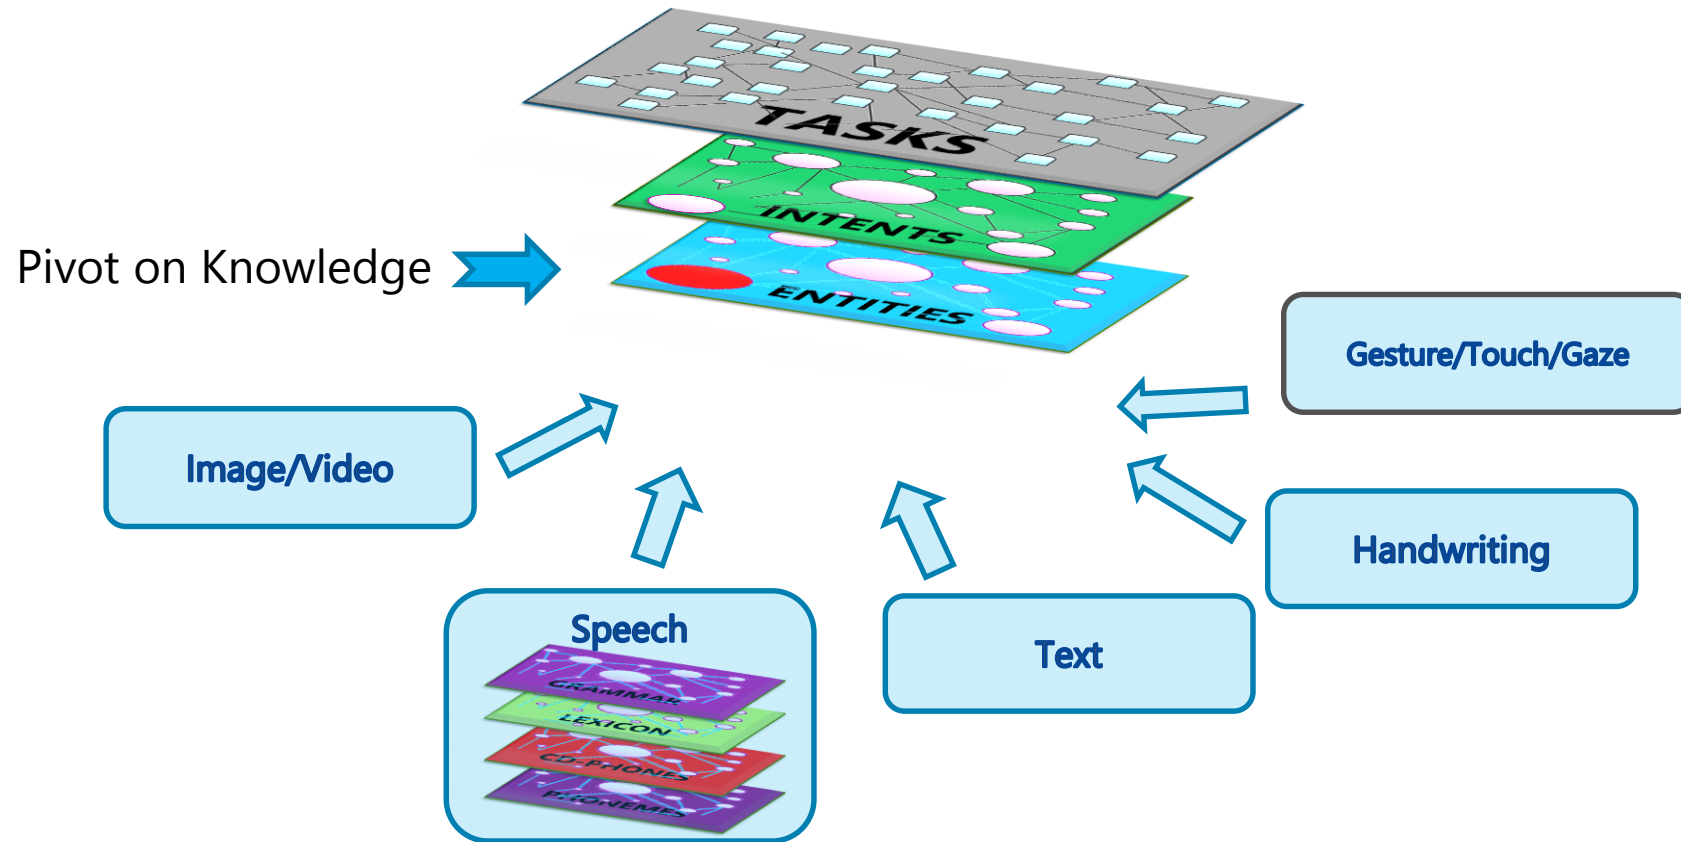 TASKS
INTENTS
Pivot on Knowledge
ENTITIES
Gesture/Touch/Gaze
Image/Video
Handwriting
Speech
Text
GRAMMAR
LEXICON
CD-PHONES
PHONEMES